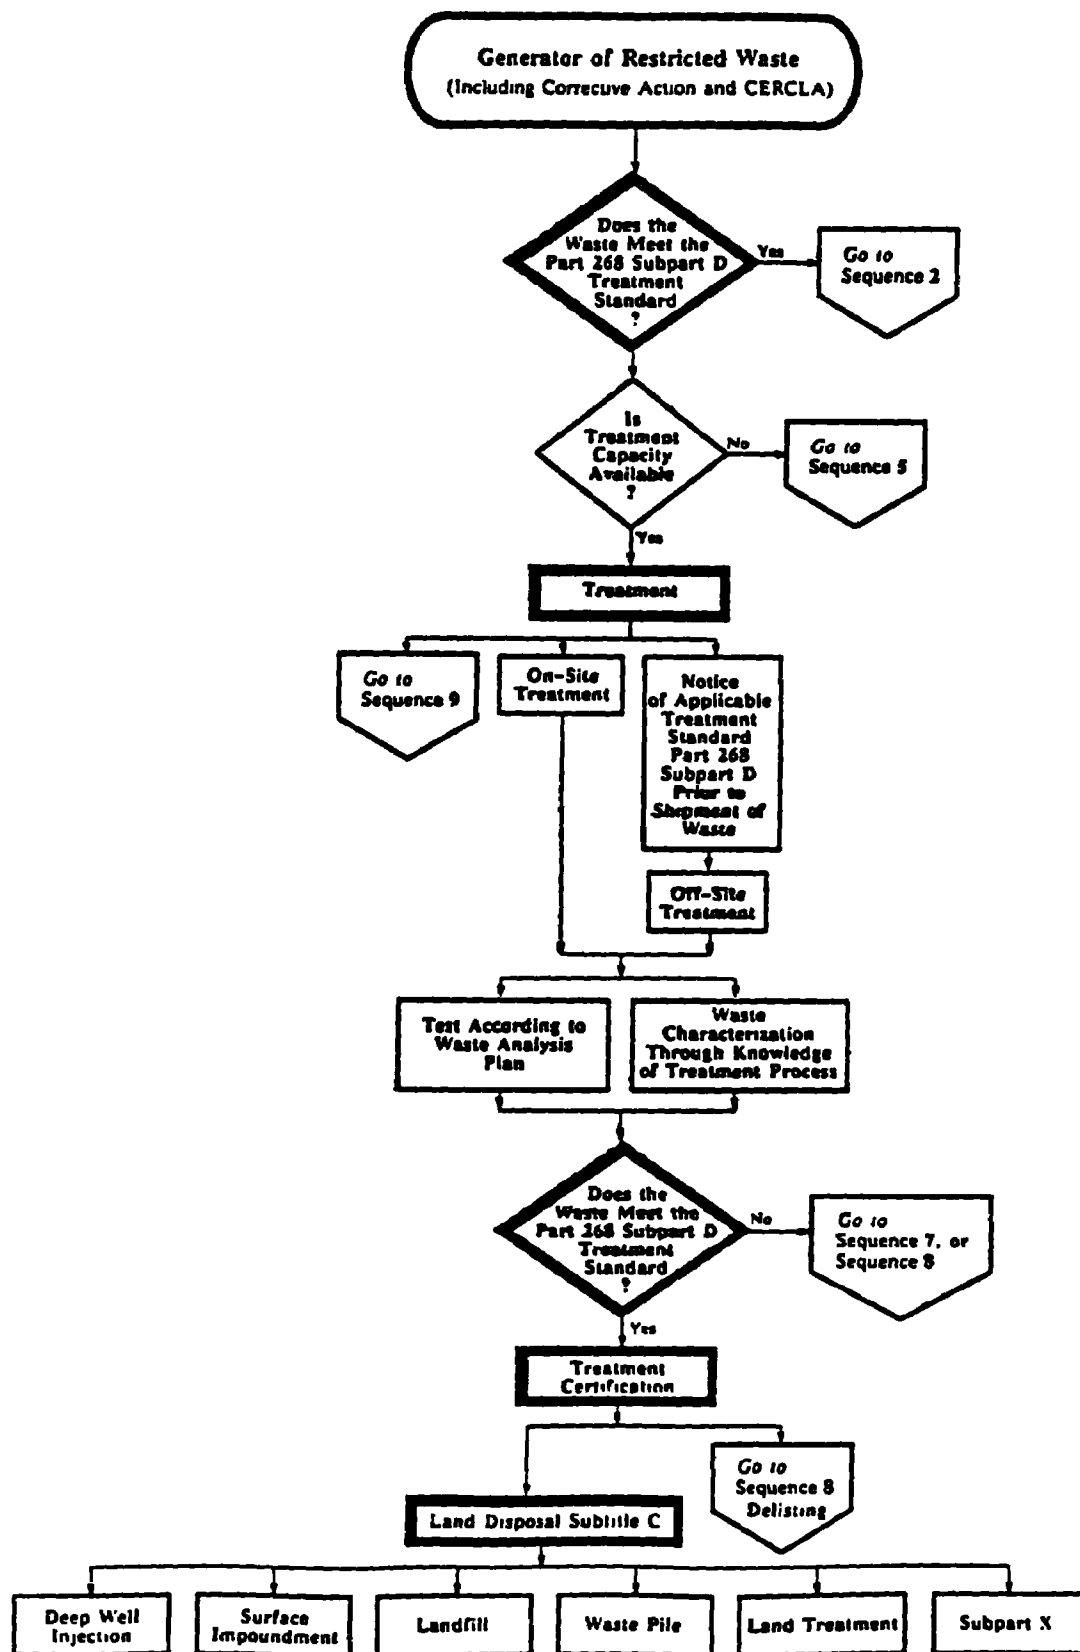 Generator of Restricted Waste
(Including Corrective Action and CERCLA)
Does the
Waste Meet the
Part 268 Subpart D
Treatment
Standard
?
Yes
Go to
Sequence 2
Is
Treatment
Capacity
Available
?
No
Go to
Sequence 5
Yes
Treatment
Go to
Sequence 9
On-Site
Treatment
Notice
of Applicable
Treatment
Standard
Part 268
Subpart D
Prior to
Shipment of
Waste
Off-Site
Treatment
Test According to
Waste Analysis
Plan
Waste
Characterization
Through Knowledge
of Treatment Process
Does the
Waste Meet the
Part 268 Subpart D
Treatment
Standard
?
No
Go to
Sequence 7, or
Sequence 8
Yes
Treatment
Certification
Go to
Sequence 8
Delisting
Land Disposal Subtitle C
Deep Well
Injection
Surface
Impoundment
Landfill
Waste Pile
Land Treatment
Subpart X